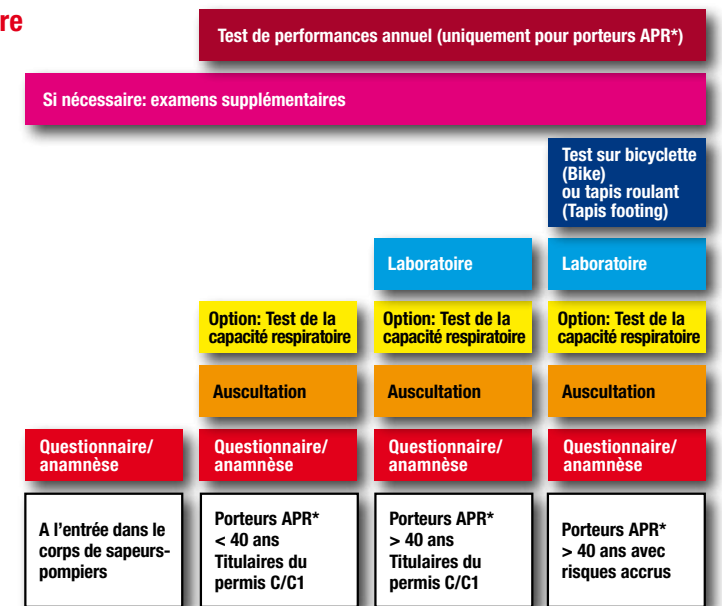 re
Test de performances annuel (uniquement pour porteurs APR*)
Si nécessaire: examens supplémentaires
Test sur bicyclette
(Bike)
ou tapis roulant
(Tapis footing)
Laboratoire
Laboratoire
Option: Test de la
capacité respiratoire
Option: Test de la
capacité respiratoire
Option: Test de la
capacité respiratoire
Auscultation
Auscultation
Auscultation
Questionnaire/
anamnèse
Questionnaire/
anamnèse
Questionnaire/
anamnèse
Questionnaire/
anamnèse
A l'entrée dans le
corps de sapeurs-
pompiers
Porteurs APR*
< 40 ans
Titulaires du
permis C/C1
Porteurs APR*
> 40 ans
Titulaires du
permis C/C1
Porteurs APR*
> 40 ans avec
risques accrus